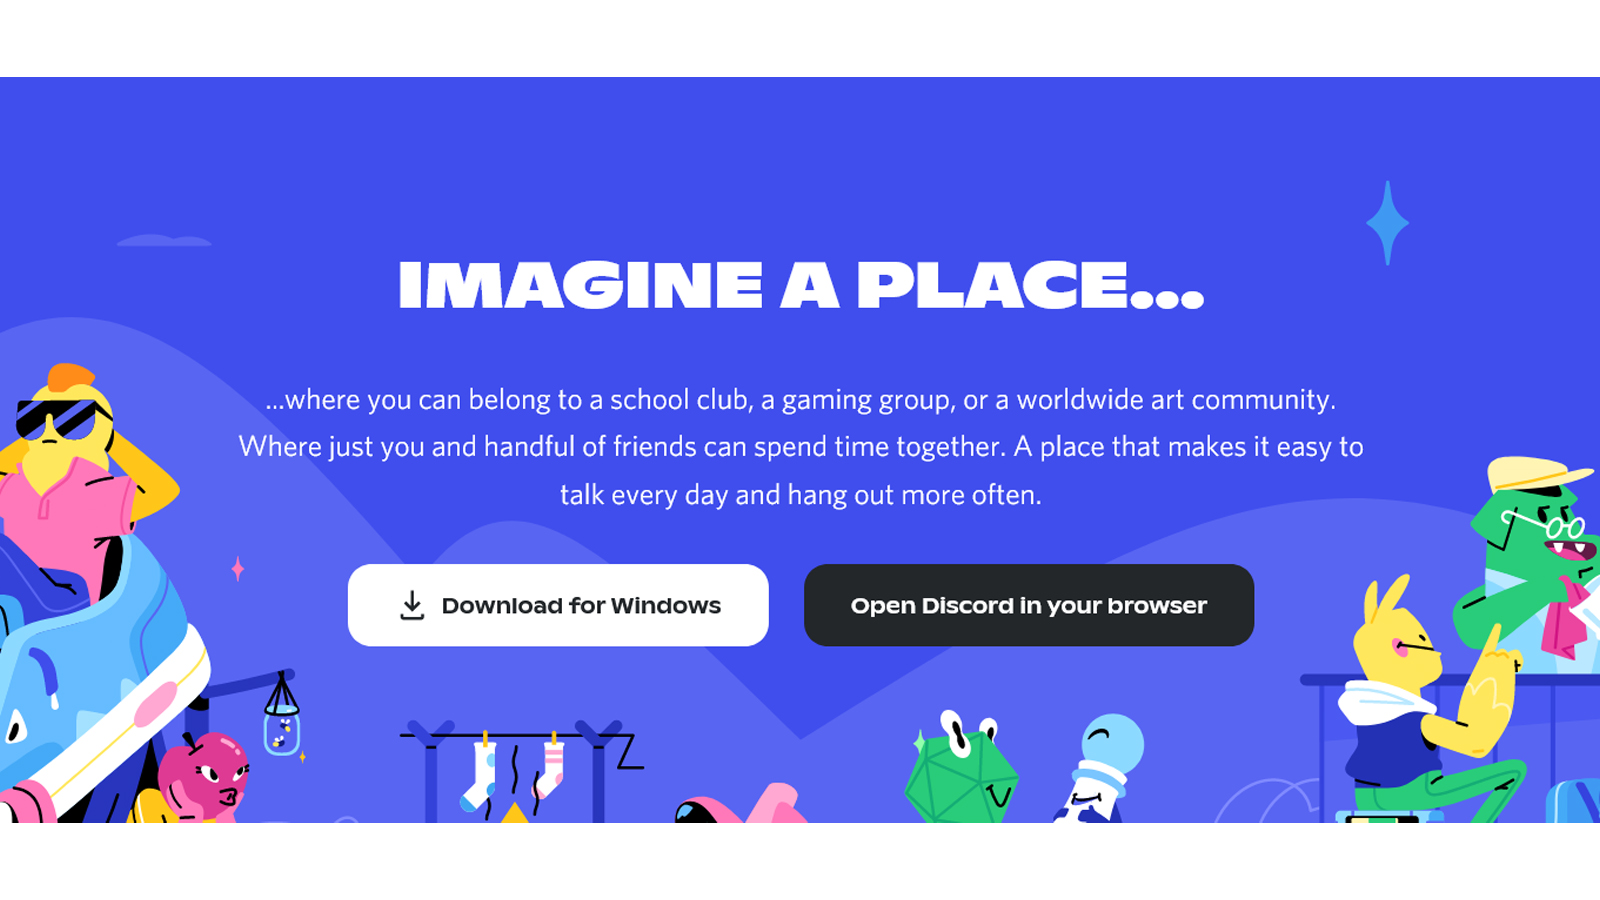 IMAGINE A PLACE...
...where you can belong to a school club, a gaming group, or a worldwide art community.
Where just you and handful of friends can spend time together. A place that makes it easy to
talk every day and hang out more often.
Download for Windows
Open Discord in your browser